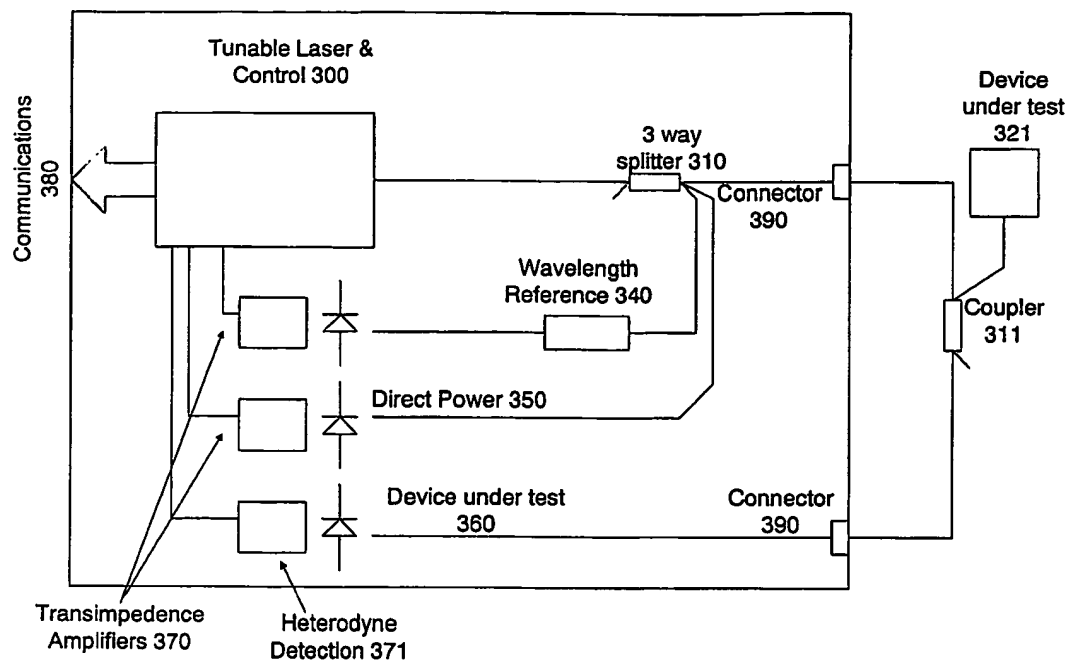 Tunable Laser &
Control 300
Communications
380
3 way
splitter 310
Device
under test
321
Connector
390
Wavelength
Reference 340
Coupler
311
Direct Power 350
Device under test
360
Connector
390
Transimpedence
Amplifiers 370
Heterodyne
Detection 371